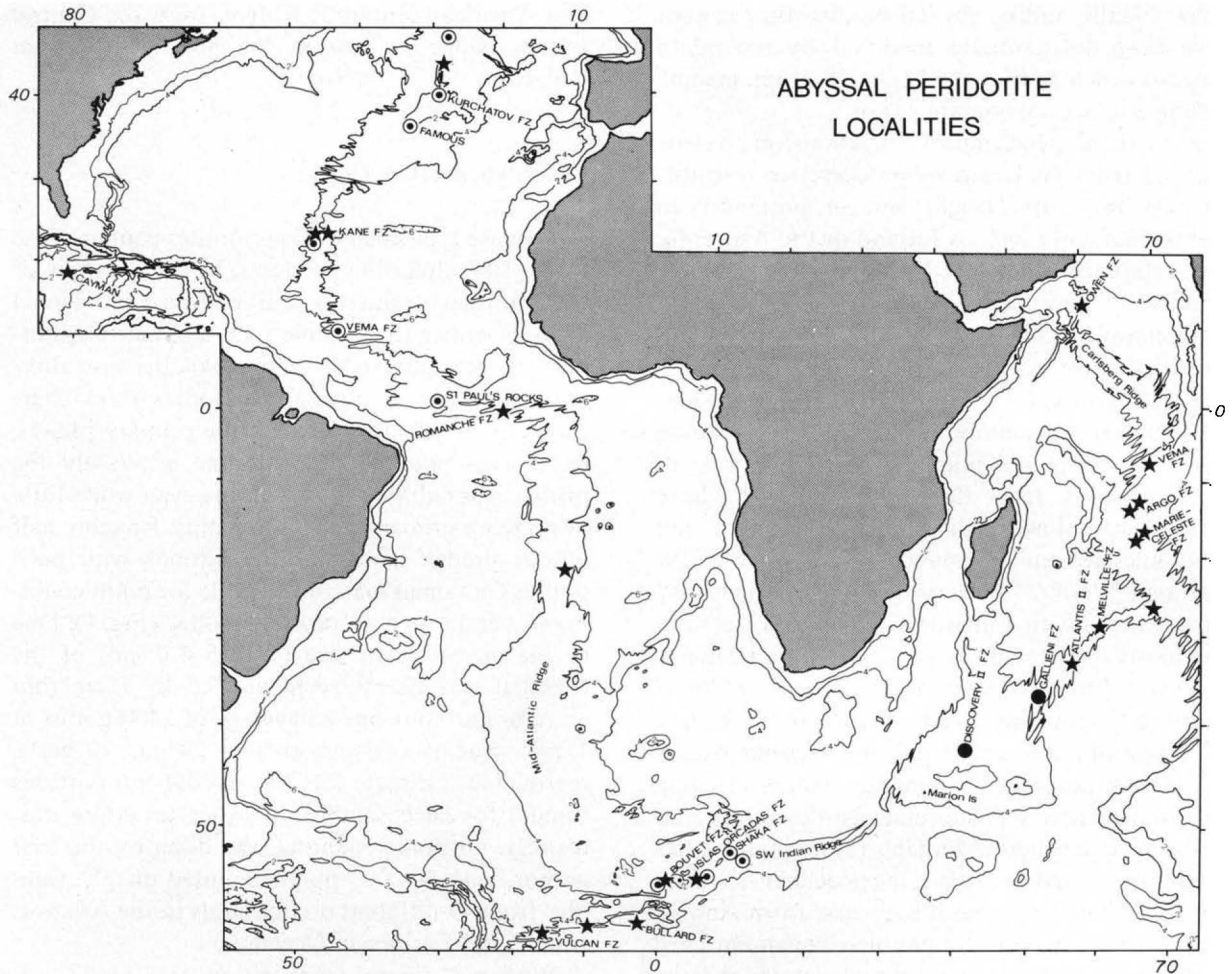 80
10
ABYSSAL PERIDOTITE
LOCALITIES
40
KURCHATOV FZ
FAMOUS
KANE FZ
CAYMAN
VEMA FZ
10
70
OWEN FZ
Carlsberg Ridge
0
ST PAUL'S ROCKS
ROMANCHE FZ
0
VEMA FZ
ARGO FZ
MARIE-
CELESTE
FZ
MELVILLE FZ
ATLANTIS II FZ
GALLIENI FZ
DISCOVERY II FZ
Mid-Atlantic Ridge
Marion Is
50
BOUVET FZ
ISLAS ORCADAS FZ
SHAKA FZ
SW Indian Ridge
VULCAN FZ
BULLARD FZ
50
0
70